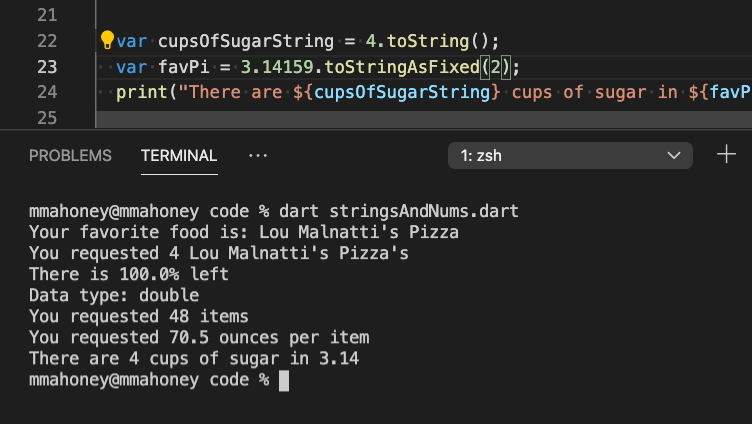 21
22 var cupsOfSugarString = 4.toString();
23 var favPi = 3.14159.toStringAsFixed(2);
24 print("There are ${cupsOfSugarString} cups of sugar in ${favP
25
PROBLEMS TERMINAL ··· 1: zsh
mmahoney@mmahoney code % dart stringsAndNums.dart
Your favorite food is: Lou Malnatti's Pizza
You requested 4 Lou Malnatti's Pizza's
There is 100.0% left
Data type: double
You requested 48 items
You requested 70.5 ounces per item
There are 4 cups of sugar in 3.14
mmahoney@mmahoney code %